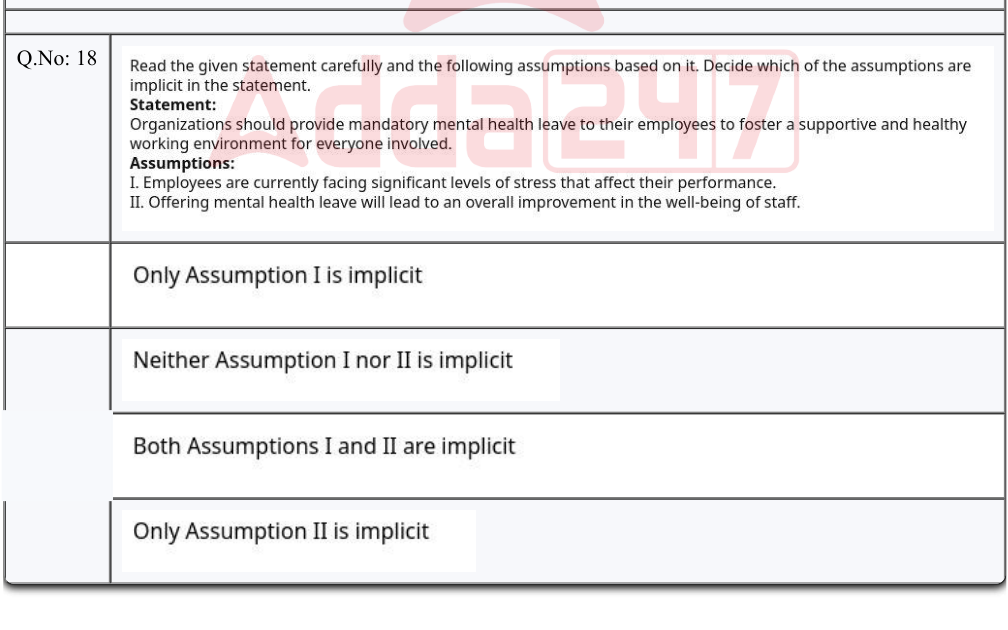 Q.No: 18
Read the given statement carefully and the following assumptions based on it. Decide which of the assumptions are
implicit in the statement.
Statement:
Organizations should provide mandatory mental health leave to their employees to foster a supportive and healthy
working environment for everyone involved.
Assumptions:
I. Employees are currently facing significant levels of stress that affect their performance.
II. Offering mental health leave will lead to an overall improvement in the well-being of staff.
Adda247
Only Assumption I is implicit
Neither Assumption I nor II is implicit
Both Assumptions I and II are implicit
Only Assumption II is implicit